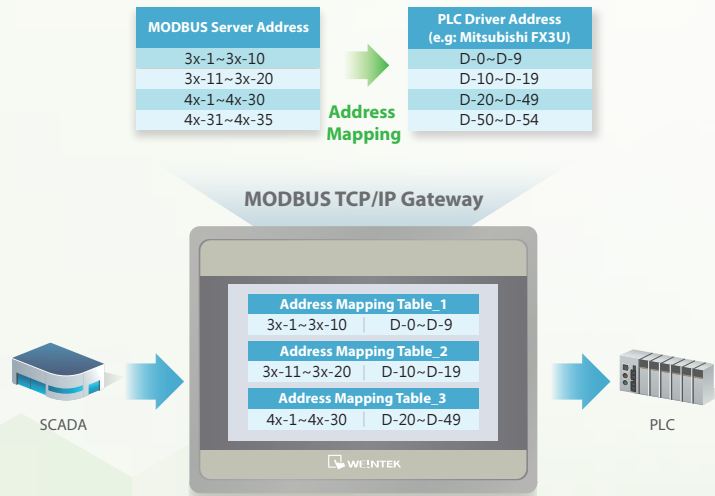 MODBUS Server Address
3x-1~3x-10
3x-11~3x-20
4x-1~4x-30
4x-31~4x-35
Address
Mapping
PLC Driver Address
(e.g: Mitsubishi FX3U)
D-0~D-9
D-10~D-19
D-20~D-49
D-50~D-54
MODBUS TCP/IP Gateway
Address Mapping Table_1
3x-1~3x-10 D-0~D-9
Address Mapping Table_2
3x-11~3x-20 D-10~D-19
Address Mapping Table_3
4x-1~4x-30 D-20~D-49
SCADA
PLC
WEINTEK